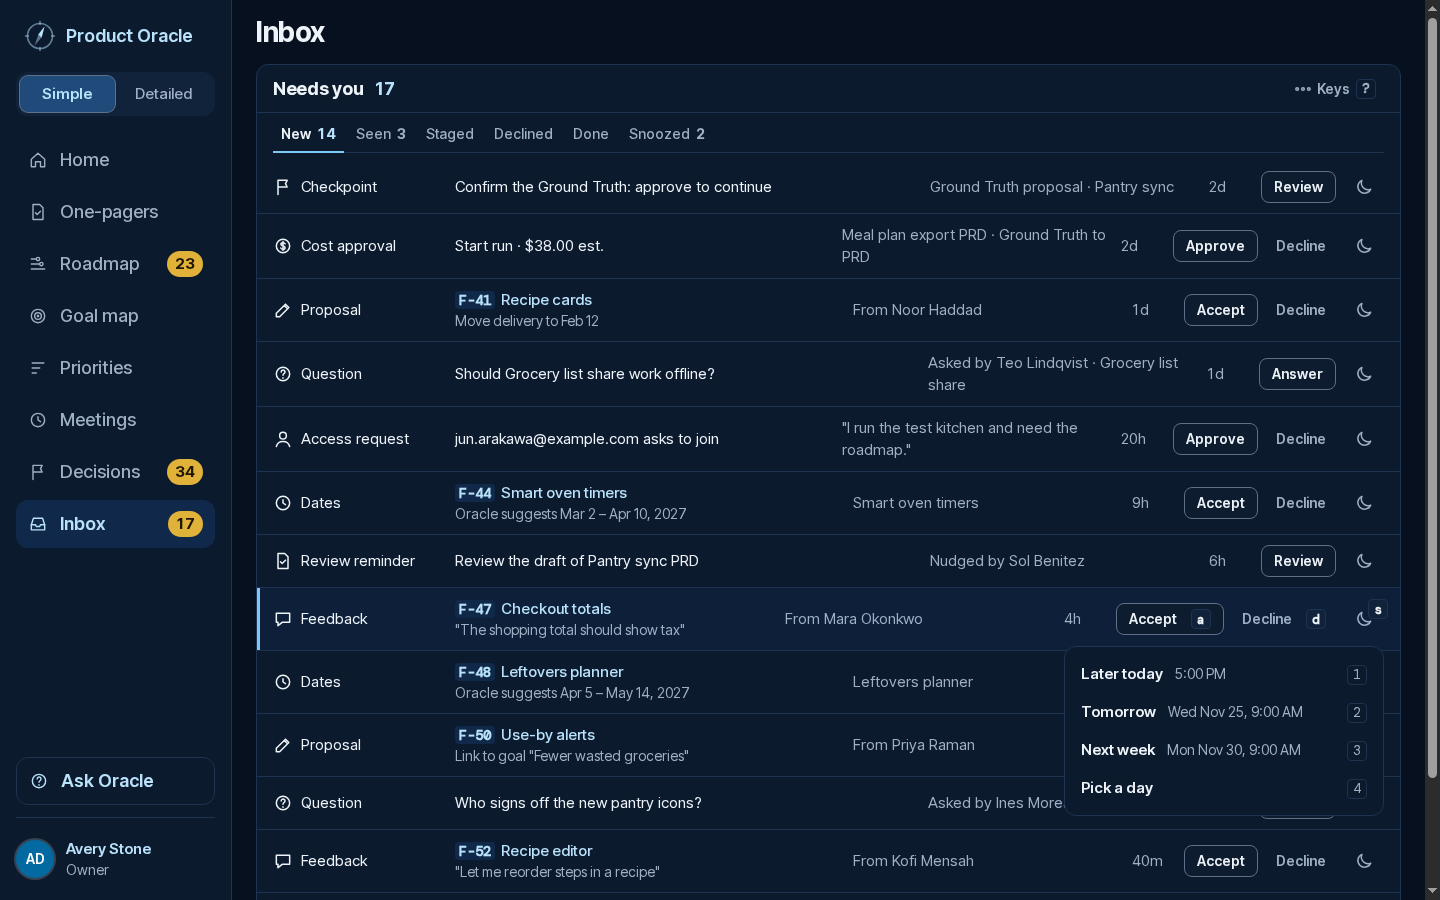 Product Oracle
Simple
Detailed
Home
One-pagers
Roadmap 23
Goal map
Priorities
Meetings
Decisions 34
Inbox 17
Ask Oracle
AD
Avery Stone
Owner
Inbox
Needs you 17
••• Keys ?
New 14
Seen 3
Staged
Declined
Done
Snoozed 2
Checkpoint Confirm the Ground Truth: approve to continue Ground Truth proposal · Pantry sync 2d Review
Cost approval Start run · $38.00 est. Meal plan export PRD · Ground Truth to
PRD
2d Approve Decline
Proposal F-41 Recipe cards
Move delivery to Feb 12
From Noor Haddad 1d Accept Decline
Question Should Grocery list share work offline? Asked by Teo Lindqvist · Grocery list
share
1d Answer
Access request jun.arakawa@example.com asks to join "I run the test kitchen and need the
roadmap."
20h Approve Decline
Dates F-44 Smart oven timers
Oracle suggests Mar 2 – Apr 10, 2027
Smart oven timers 9h Accept Decline
Review reminder Review the draft of Pantry sync PRD Nudged by Sol Benitez 6h Review
Feedback F-47 Checkout totals
"The shopping total should show tax"
From Mara Okonkwo 4h Accept a Decline d s
Dates F-48 Leftovers planner
Oracle suggests Apr 5 – May 14, 2027
Leftovers planner
Proposal F-50 Use-by alerts
Link to goal "Fewer wasted groceries"
From Priya Raman
Question Who signs off the new pantry icons? Asked by Ines
Feedback F-52 Recipe editor
"Let me reorder steps in a recipe"
From Kofi Mensah 40m Accept Decline
Later today 5:00 PM 1
Tomorrow Wed Nov 25, 9:00 AM 2
Next week Mon Nov 30, 9:00 AM 3
Pick a day 4